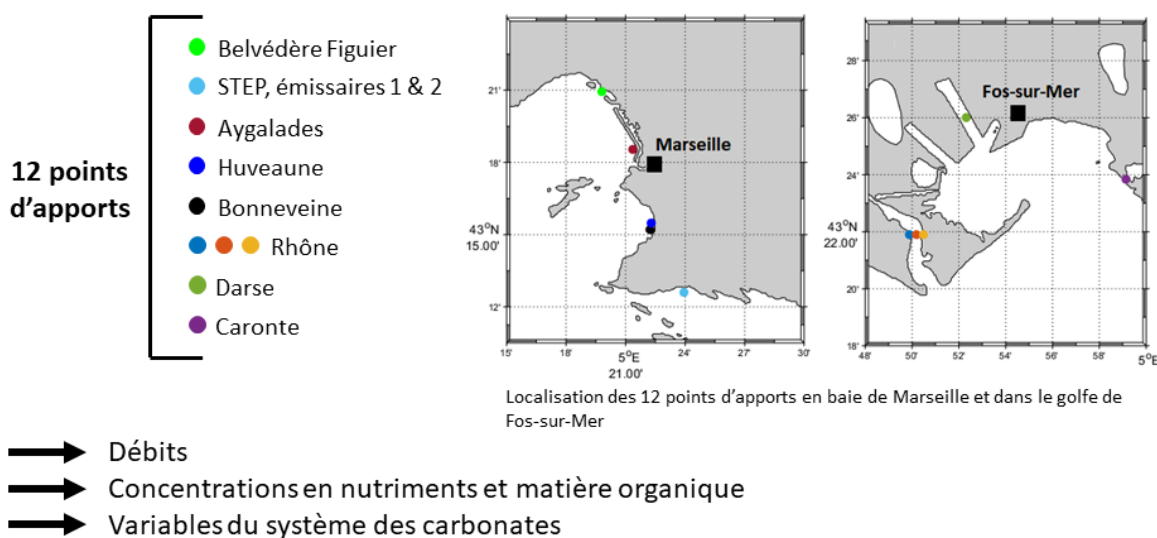 12 points
d'apports
Belvédère Figuier
STEP, émissaires 1 & 2
Aygalades
Huveaune
Bonneveine
Rhône
Darse
Caronte
21'
18'
43°N
15.00'
12'
15'
18'
5°E
21.00'
24'
27'
30'
Marseille
28'
26'
24'
43°N
22.00'
20'
18'
48'
50'
52'
54'
56'
58'
5°E
Fos-sur-Mer
Localisation des 12 points d'apports en baie de Marseille et dans le golfe de
Fos-sur-Mer
Débits
Concentrations en nutriments et matière organique
Variables du système des carbonates